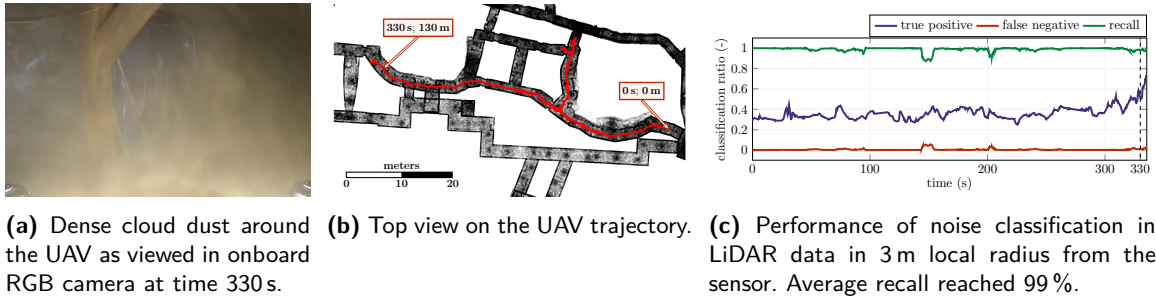 330 s; 130 m
0 s; 0 m
meters
0 10 20
true positive false negative recall
classification ratio (-)
1
0.8
0.6
0.4
0.2
0
0 100 200 300 330
time (s)
(a) Dense cloud dust around
the UAV as viewed in onboard
RGB camera at time 330 s.
(b) Top view on the UAV trajectory.
(c) Performance of noise classification in
LiDAR data in 3 m local radius from the
sensor. Average recall reached 99 %.